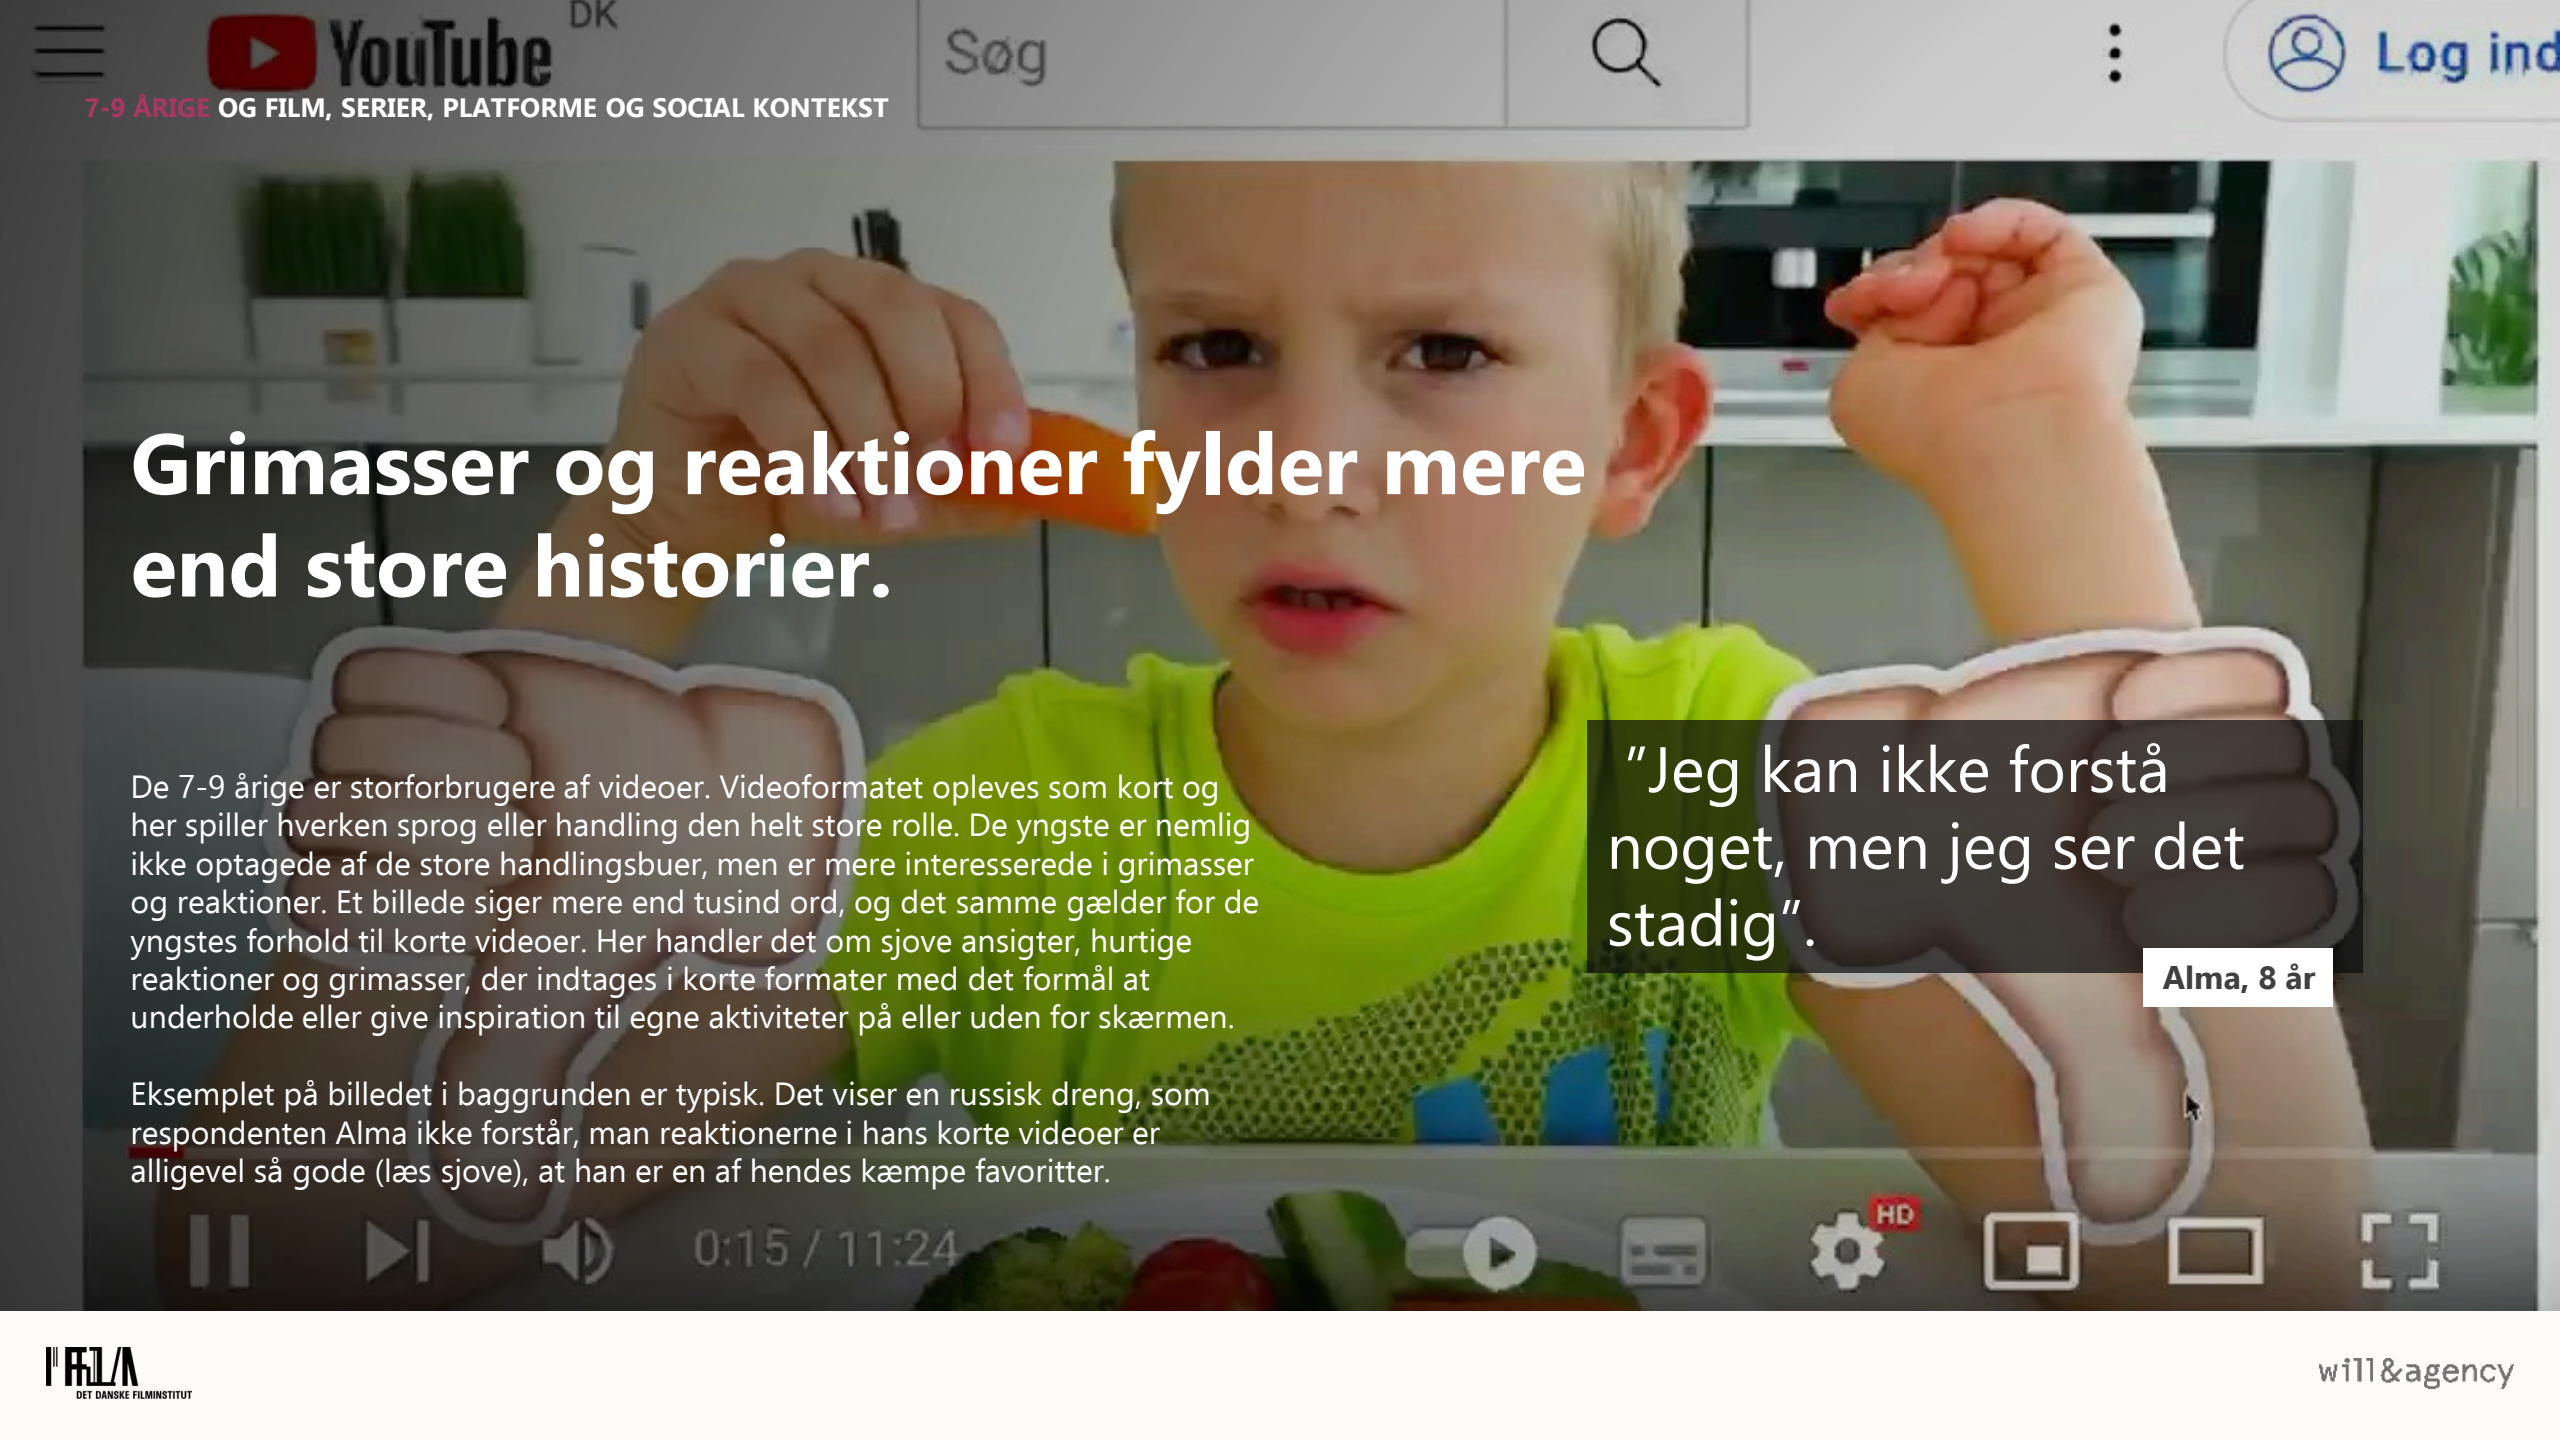 DK
YouTube
Søg
Log ind
7-9 ÅRIGE OG FILM, SERIER, PLATFORME OG SOCIAL KONTEKST
Grimasser og reaktioner fylder mere
end store historier.
De 7-9 årige er storforbrugere af videoer. Videoformatet opleves som kort og
her spiller hverken sprog eller handling den helt store rolle. De yngste er nemlig
ikke optagede af de store handlingsbuer, men er mere interesserede i grimasser
og reaktioner. Et billede siger mere end tusind ord, og det samme gælder for de
yngstes forhold til korte videoer. Her handler det om sjove ansigter, hurtige
reaktioner og grimasser, der indtages i korte formater med det formål at
underholde eller give inspiration til egne aktiviteter på eller uden for skærmen.
Eksemplet på billedet i baggrunden er typisk. Det viser en russisk dreng, som
respondenten Alma ikke forstår, man reaktionerne i hans korte videoer er
alligevel så gode (læs sjove), at han er en af hendes kæmpe favoritter.
"Jeg kan ikke forstå
noget, men jeg ser det
stadig".
Alma, 8 år
0:15 / 11:24
HD
DET DANSKE FILMINSTITUT
will&agency